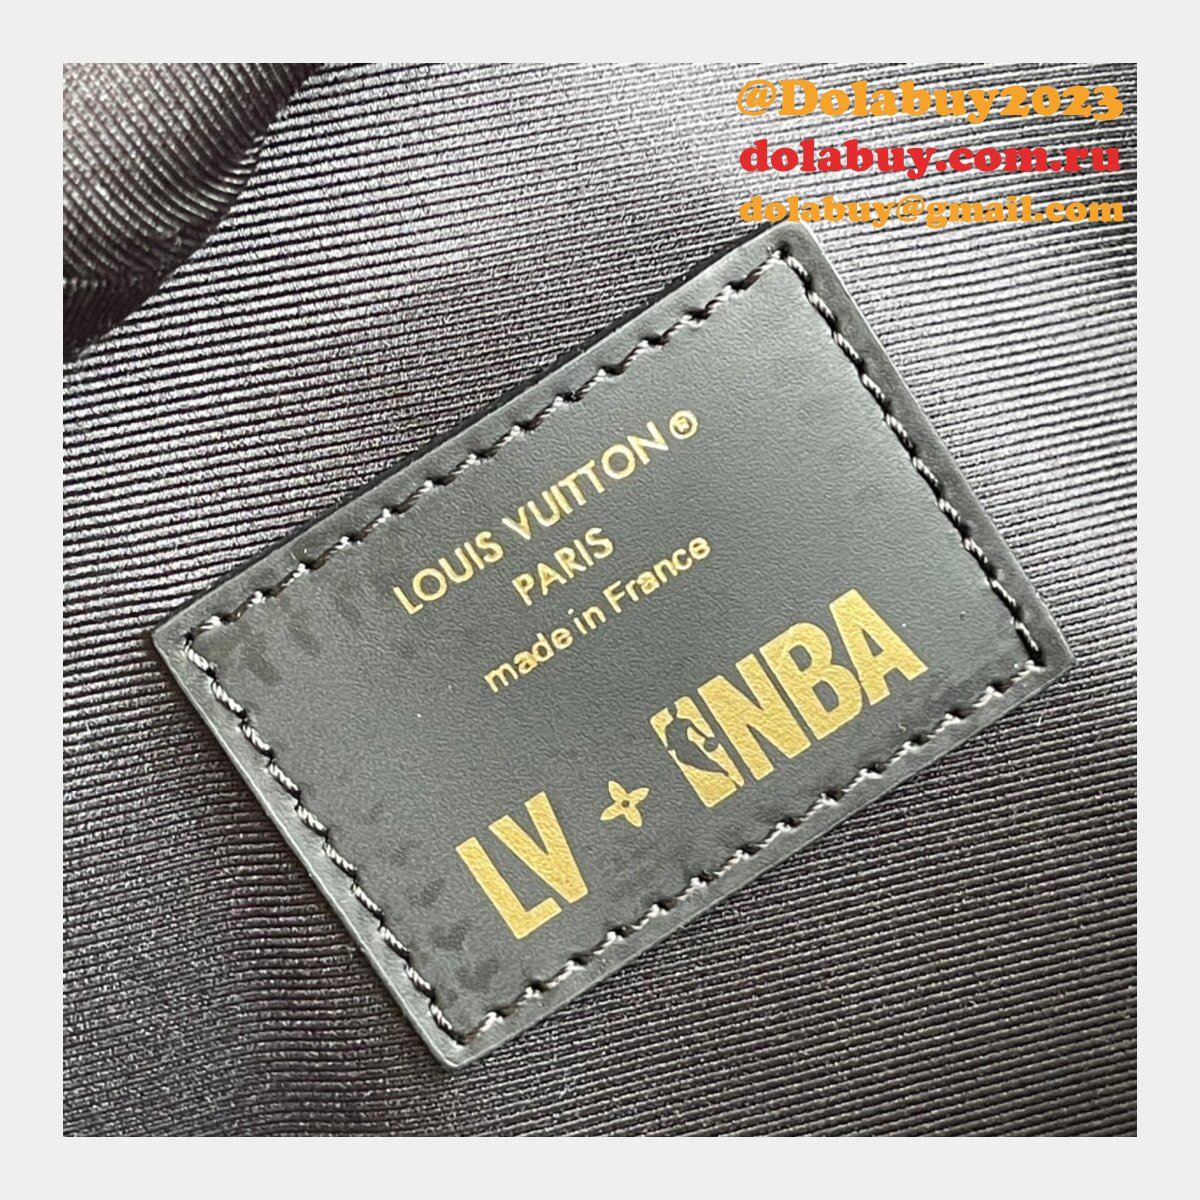 @Dolabuy2023
dolabuy.com.ru
dolabuy@gmail.com
LOUIS VUITTON®
PARIS
made in France
LV + NBA